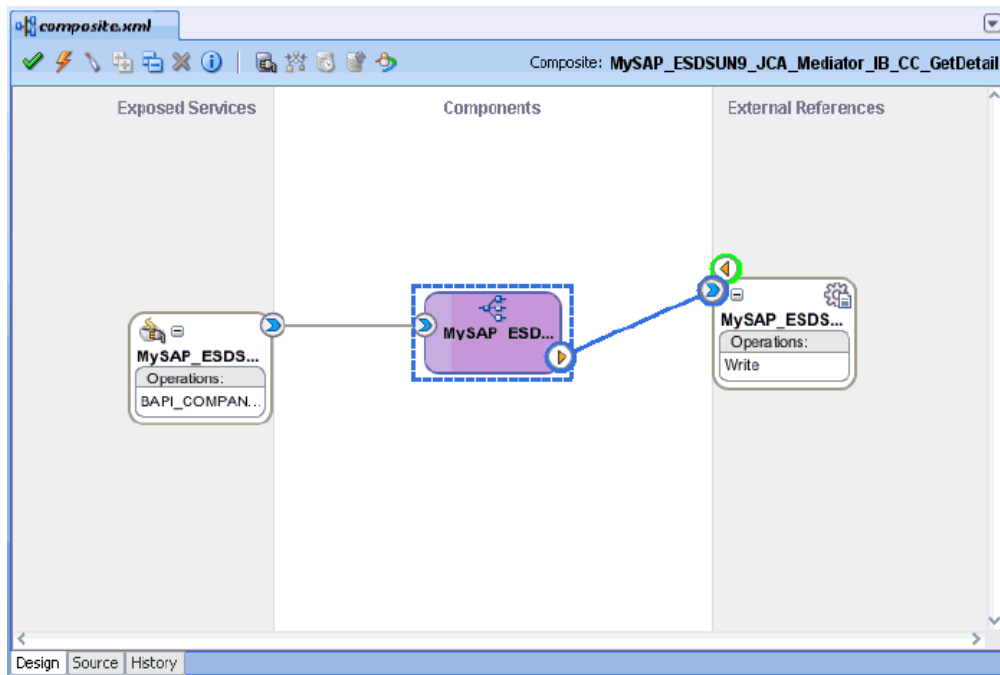 composite.xml
Composite: MySAP_ESDSUN9_JCA_Mediator_IB_CC_GetDetail
Exposed Services
Components
External References
MySAP_ESDS...
Operations:
BAPI_COMPAN...
MySAP_ESD...
MySAP_ESDS...
Operations:
Write
Design Source History